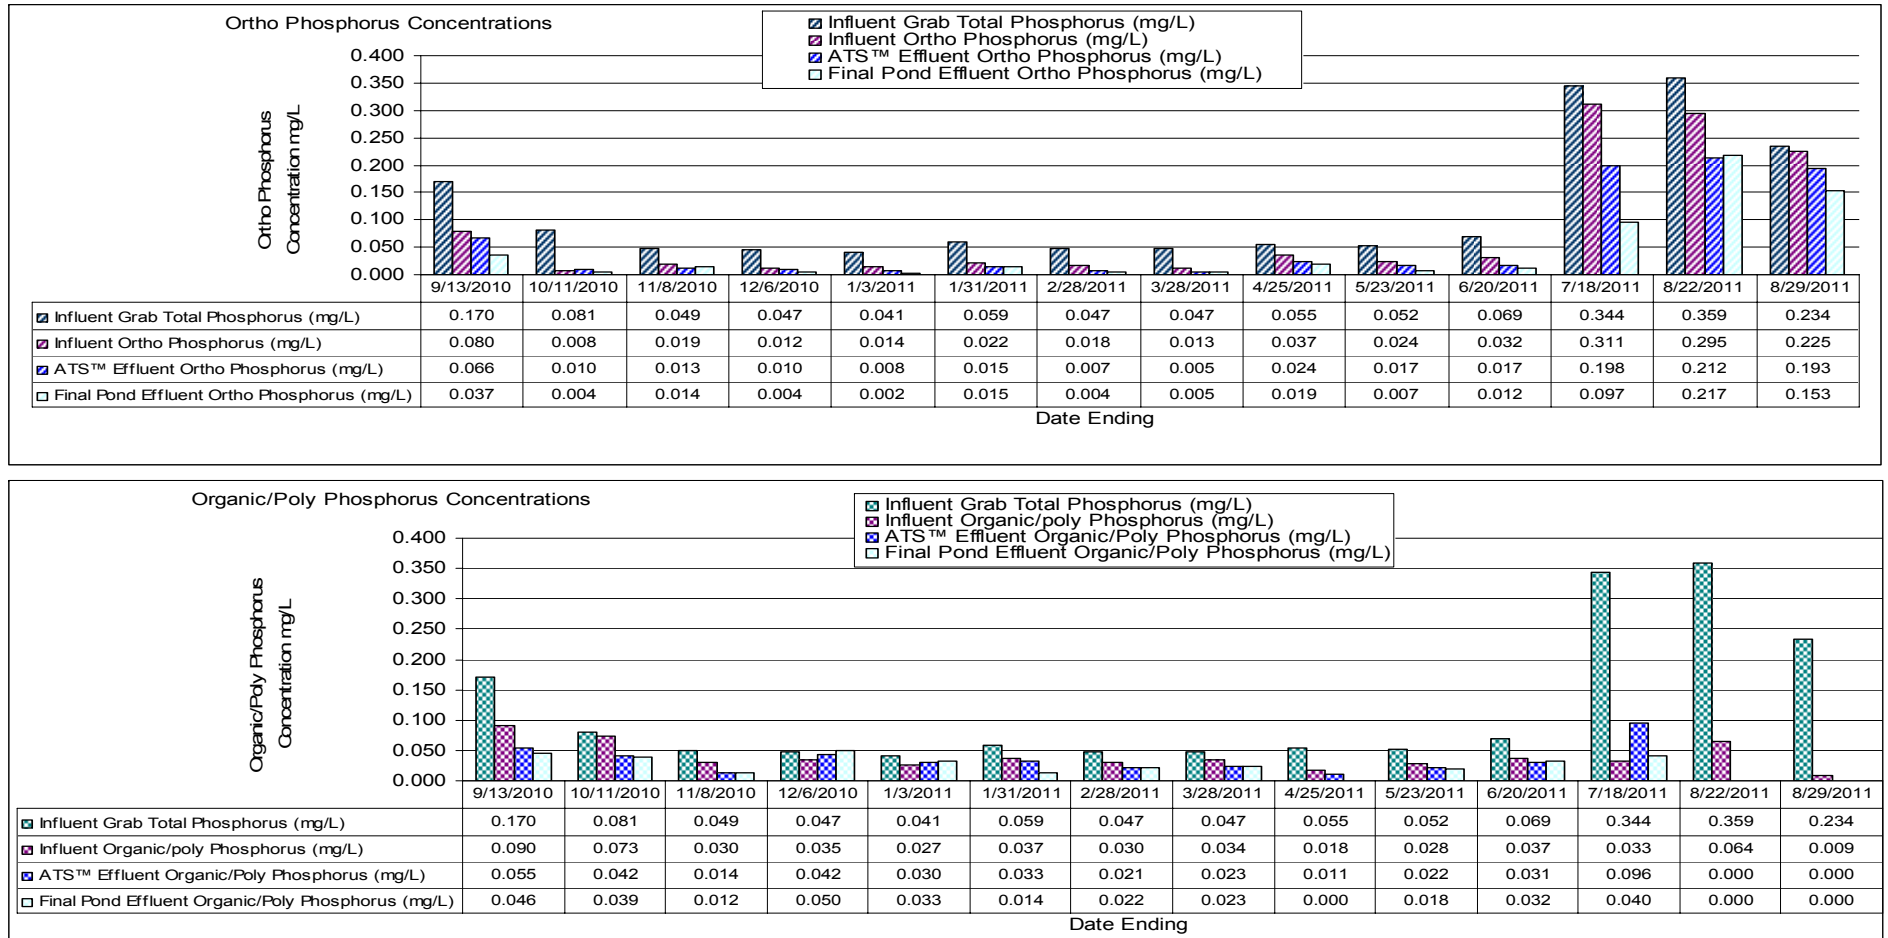 Ortho Phosphorus Concentrations
Influent Grab Total Phosphorus (mg/L)
Influent Ortho Phosphorus (mg/L)
ATS™ Effluent Ortho Phosphorus (mg/L)
Final Pond Effluent Ortho Phosphorus (mg/L)
Ortho Phosphorus
Concentration mg/L
0.400
0.350
0.300
0.250
0.200
0.150
0.100
0.050
0.000
9/13/2010 10/11/2010 11/8/2010 12/6/2010 1/3/2011 1/31/2011 2/28/2011 3/28/2011 4/25/2011 5/23/2011 6/20/2011 7/18/2011 8/22/2011 8/29/2011
Influent Grab Total Phosphorus (mg/L) 0.170 0.081 0.049 0.047 0.041 0.059 0.047 0.047 0.055 0.052 0.069 0.344 0.359 0.234
Influent Ortho Phosphorus (mg/L) 0.080 0.008 0.019 0.012 0.014 0.022 0.018 0.013 0.037 0.024 0.032 0.311 0.295 0.225
ATS™ Effluent Ortho Phosphorus (mg/L) 0.066 0.010 0.013 0.010 0.008 0.015 0.007 0.005 0.024 0.017 0.017 0.198 0.212 0.193
Final Pond Effluent Ortho Phosphorus (mg/L) 0.037 0.004 0.014 0.004 0.002 0.015 0.004 0.005 0.019 0.007 0.012 0.097 0.217 0.153
Date Ending
Organic/Poly Phosphorus Concentrations
Influent Grab Total Phosphorus (mg/L)
Influent Organic/poly Phosphorus (mg/L)
ATS™ Effluent Organic/Poly Phosphorus (mg/L)
Final Pond Effluent Organic/Poly Phosphorus (mg/L)
Organic/Poly Phosphorus
Concentration mg/L
0.400
0.350
0.300
0.250
0.200
0.150
0.100
0.050
0.000
9/13/2010 10/11/2010 11/8/2010 12/6/2010 1/3/2011 1/31/2011 2/28/2011 3/28/2011 4/25/2011 5/23/2011 6/20/2011 7/18/2011 8/22/2011 8/29/2011
Influent Grab Total Phosphorus (mg/L) 0.170 0.081 0.049 0.047 0.041 0.059 0.047 0.047 0.055 0.052 0.069 0.344 0.359 0.234
Influent Organic/poly Phosphorus (mg/L) 0.090 0.073 0.030 0.035 0.027 0.037 0.030 0.034 0.018 0.028 0.037 0.033 0.064 0.009
ATS™ Effluent Organic/Poly Phosphorus (mg/L) 0.055 0.042 0.014 0.042 0.030 0.033 0.021 0.023 0.011 0.022 0.031 0.096 0.000 0.000
Final Pond Effluent Organic/Poly Phosphorus (mg/L) 0.046 0.039 0.012 0.050 0.033 0.014 0.022 0.023 0.000 0.018 0.032 0.040 0.000 0.000
Date Ending